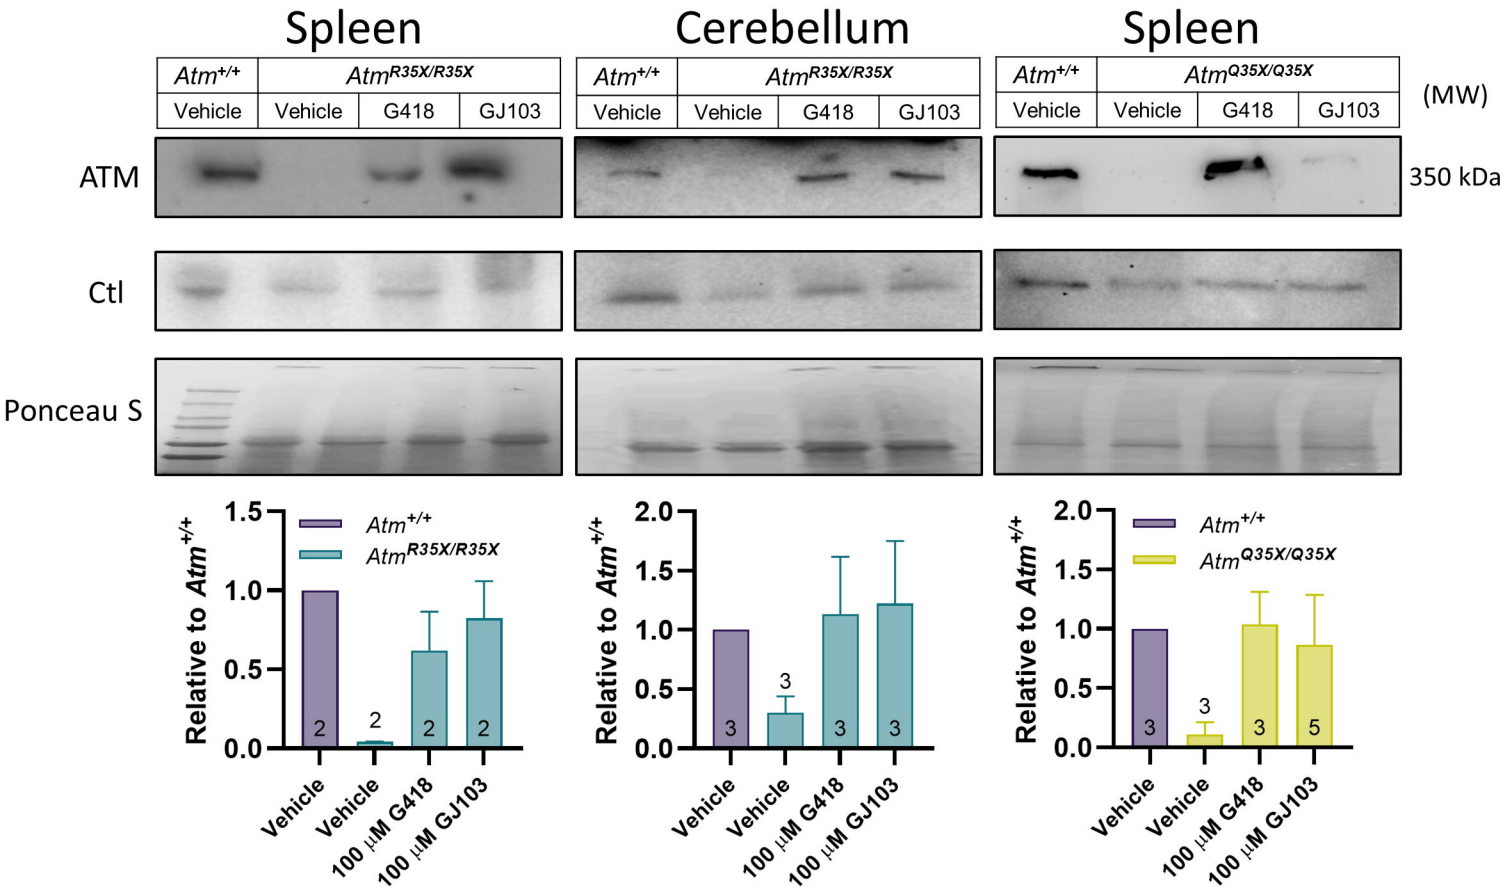 Spleen Cerebellum Spleen
Atm+/+ AtmR35X/R35X Atm+/+ AtmR35X/R35X Atm+/+ AtmQ35X/Q35X
(MW)
Vehicle Vehicle G418 GJ103 Vehicle Vehicle G418 GJ103 Vehicle Vehicle G418 GJ103
ATM
350 kDa
Ctl
Ponceau S
Relative to Atm+/+
1.5
1.0
0.5
0.0
Atm+/+
AtmR35X/R35X
2 2 2 2
Vehicle
Vehicle
100 μM G418
100 μM GJ103
Relative to Atm+/+
2.0
1.5
1.0
0.5
0.0
3 3 3 3
Vehicle
Vehicle
100 μM G418
100 μM GJ103
Relative to Atm+/+
2.0
1.5
1.0
0.5
0.0
Atm+/+
AtmQ35X/Q35X
3 3 3 5
Vehicle
Vehicle
100 μM G418
100 μM GJ103